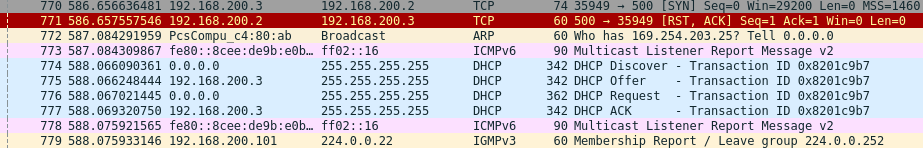 770 586.656636481 192.168.200.3 192.168.200.2 TCP 74 35949 → 500 [SYN] Seq=0 Win=29200 Len=0 MSS=1460
771 586.657557546 192.168.200.2 192.168.200.3 TCP 60 500 → 35949 [RST, ACK] Seq=1 Ack=1 Win=0 Len=0
772 587.084291959 PcsCompu_c4:80:ab Broadcast ARP 60 Who has 169.254.203.25? Tell 0.0.0.0
773 587.084309867 fe80::8cee:de9b:e0b… ff02::16 ICMPv6 90 Multicast Listener Report Message v2
774 588.066090361 0.0.0.0 255.255.255.255 DHCP 342 DHCP Discover - Transaction ID 0x8201c9b7
775 588.066248444 192.168.200.3 255.255.255.255 DHCP 342 DHCP Offer - Transaction ID 0x8201c9b7
776 588.067021445 0.0.0.0 255.255.255.255 DHCP 362 DHCP Request - Transaction ID 0x8201c9b7
777 588.069320750 192.168.200.3 255.255.255.255 DHCP 342 DHCP ACK - Transaction ID 0x8201c9b7
778 588.075921565 fe80::8cee:de9b:e0b… ff02::16 ICMPv6 90 Multicast Listener Report Message v2
779 588.075933146 192.168.200.101 224.0.0.22 IGMPv3 60 Membership Report / Leave group 224.0.0.252